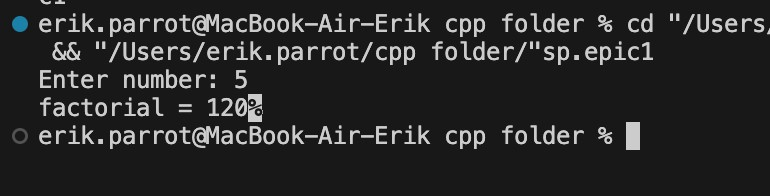 erik.parrot@MacBook-Air-Erik cpp folder % cd "/Users/
&& "/Users/erik.parrot/cpp folder/"sp.epic1
Enter number: 5
factorial = 120%
erik.parrot@MacBook-Air-Erik cpp folder %